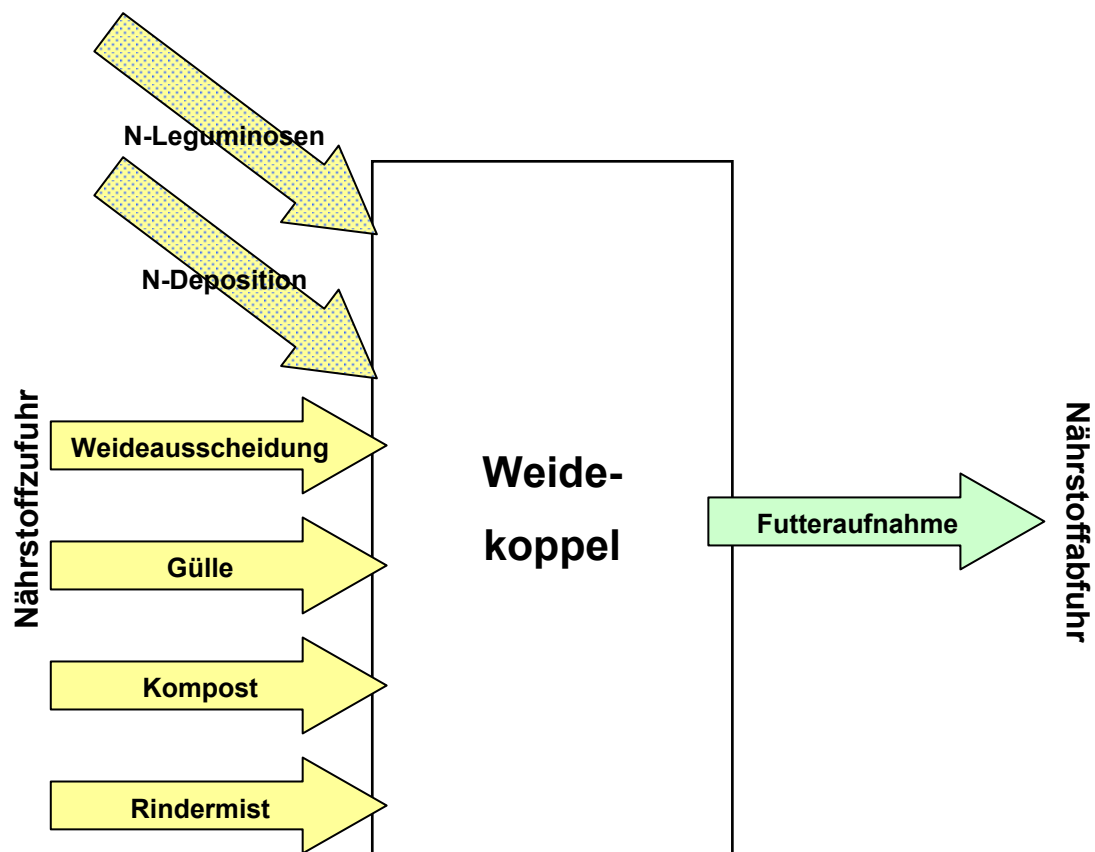 N-Leguminosen
N-Deposition
Nährstoffzufuhr
Weideausscheidung
Gülle
Kompost
Rindermist
Weide-
koppel
Futteraufnahme
Nährstoffabfuhr